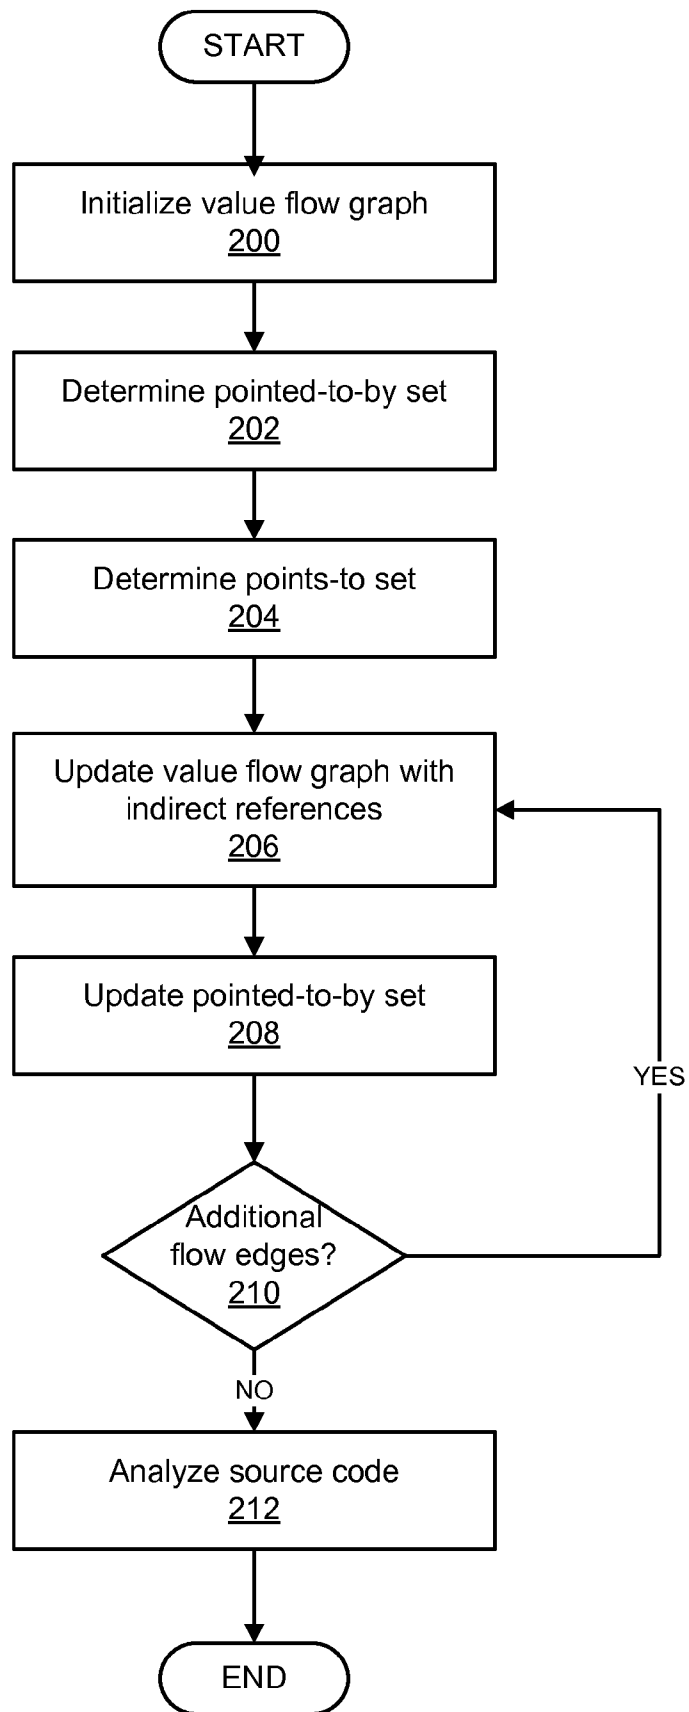 START
Initialize value flow graph
200
Determine pointed-to-by set
202
Determine points-to set
204
Update value flow graph with
indirect references
206
Update pointed-to-by set
208
YES
Additional
flow edges?
210
NO
Analyze source code
212
END